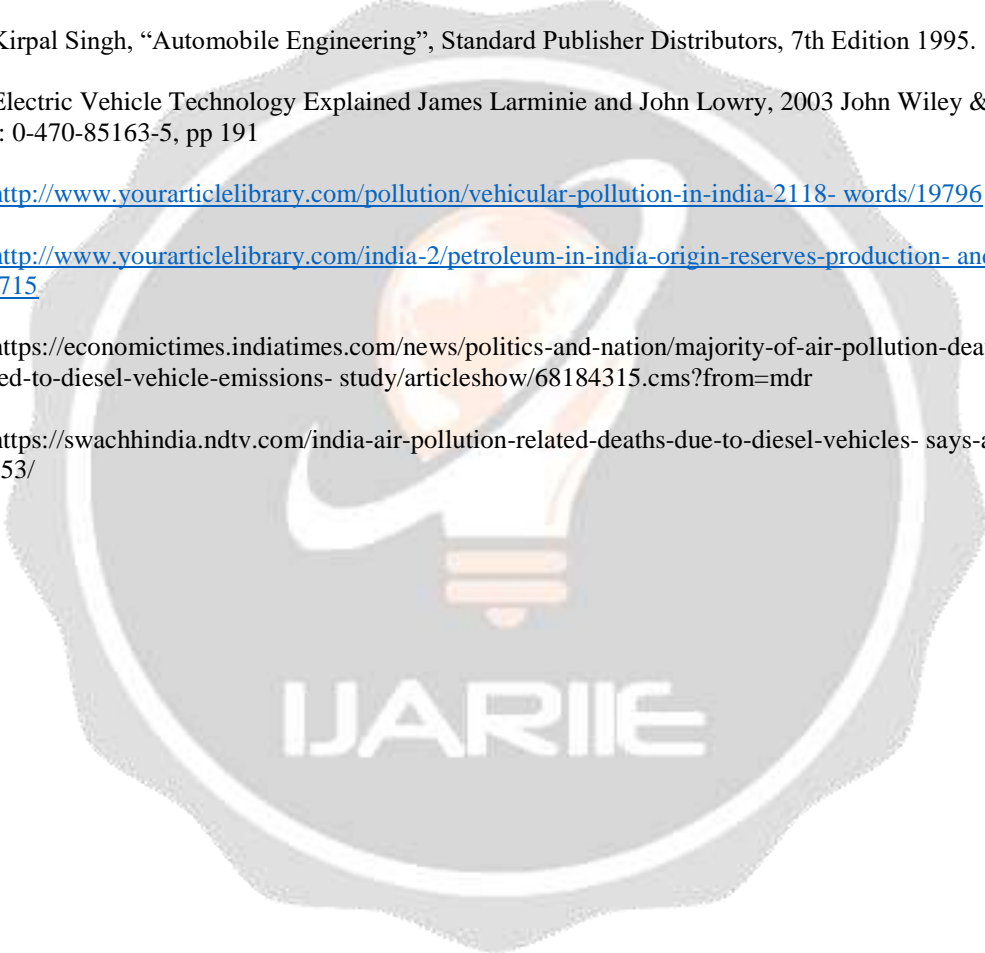 Kirpal Singh, “Automobile Engineering”, Standard Publisher Distributors, 7th Edition 1995.
Electric Vehicle Technology Explained James Larminie and John Lowry, 2003 John Wiley &
: 0-470-85163-5, pp 191
http://www.yourarticlelibrary.com/pollution/vehicular-pollution-in-india-2118- words/19796
http://www.yourarticlelibrary.com/india-2/petroleum-in-india-origin-reserves-production-
715
ttps://economictimes.indiatimes.com/news/politics-and-nation/majority-of-air-pollution-dea
ed-to-diesel-vehicle-emissions- study/articleshow/68184315.cms?from=mdr
https://swachhindia.ndtv.com/india-air-pollution-related-deaths-due-to-diesel-vehicles- says-a
53/
IJARIIE